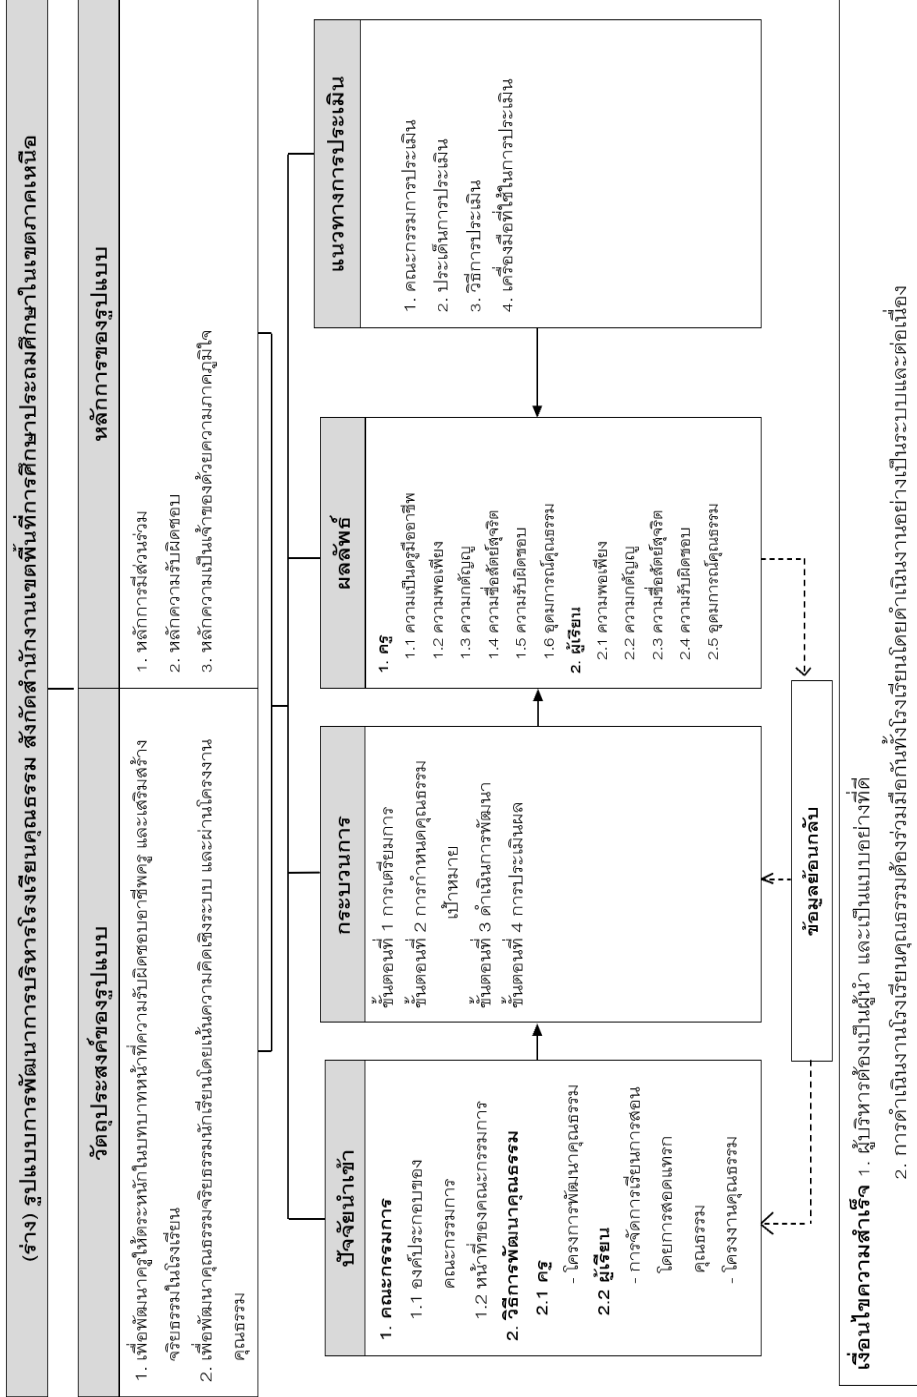 (ร่าง) รูปแบบการพัฒนาการบริหารโรงเรียนคุณธรรม สังกัดสำนักงานเขตพื้นที่การศึกษาประถมศึกษาในเขตภาคเหนือ
วัตถุประสงค์ของรูปแบบ
1. เพื่อพัฒนาครูให้ตระหนักในบทบาทหน้าที่ความรับผิดชอบอาชีพครู และเสริมสร้าง
จริยธรรมในโรงเรียน
2. เพื่อพัฒนาคุณธรรมจริยธรรมนักเรียนโดยเน้นความคิดเชิงระบบ และผ่านโครงงาน
คุณธรรม
หลักการของรูปแบบ
1. หลักการมีส่วนร่วม
2. หลักความรับผิดชอบ
3. หลักความเป็นเจ้าของด้วยความภาคภูมิใจ
ปัจจัยนำเข้า
1. คณะกรรมการ
1.1 องค์ประกอบของ
คณะกรรมการ
1.2 หน้าที่ของคณะกรรมการ
2. วิธีการพัฒนาคุณธรรม
2.1 ครู
- โครงการพัฒนาคุณธรรม
2.2 ผู้เรียน
- การจัดการเรียนการสอน
โดยการสอดแทรก
คุณธรรม
- โครงงานคุณธรรม
กระบวนการ
ขั้นตอนที่ 1 การเตรียมการ
ขั้นตอนที่ 2 การกำหนดคุณธรรม
เป้าหมาย
ขั้นตอนที่ 3 ดำเนินการพัฒนา
ขั้นตอนที่ 4 การประเมินผล
ผลลัพธ์
1. ครู
1.1 ความเป็นครูมืออาชีพ
1.2 ความพอเพียง
1.3 ความกตัญญู
1.4 ความซื่อสัตย์สุจริต
1.5 ความรับผิดชอบ
1.6 อุดมการณ์คุณธรรม
2. ผู้เรียน
2.1 ความพอเพียง
2.2 ความกตัญญู
2.3 ความซื่อสัตย์สุจริต
2.4 ความรับผิดชอบ
2.5 อุดมการณ์คุณธรรม
แนวทางการประเมิน
1. คณะกรรมการประเมิน
2. ประเด็นการประเมิน
3. วิธีการประเมิน
4. เครื่องมือที่ใช้ในการประเมิน
ข้อมูลย้อนกลับ
เงื่อนไขความสำเร็จ 1. ผู้บริหารต้องเป็นผู้นำ และเป็นแบบอย่างที่ดี
2. การดำเนินงานโรงเรียนคุณธรรมต้องร่วมมือกันทั้งโรงเรียนโดยดำเนินงานอย่างเป็นระบบและต่อเนื่อง